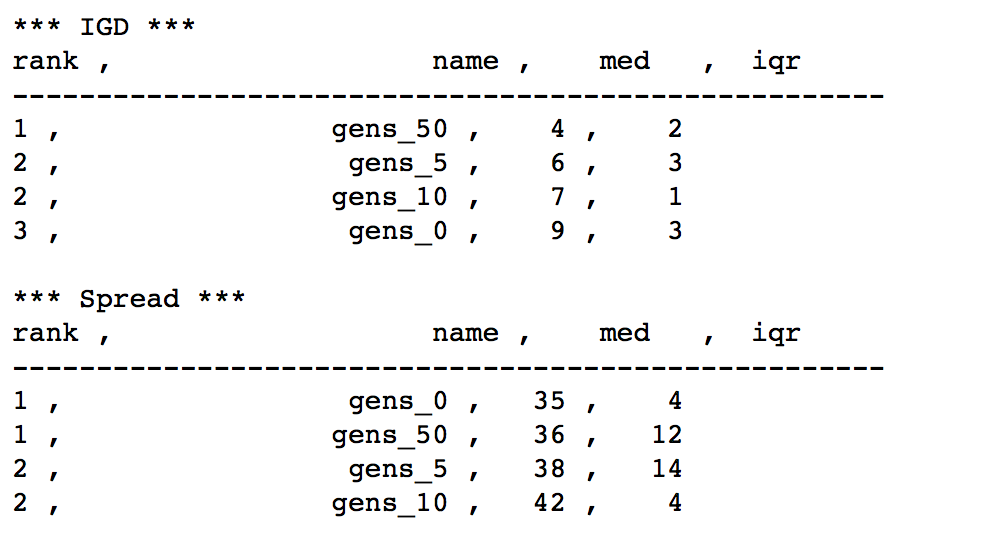 *** IGD ***
rank ,                   name ,    med   ,  iqr
----------------------------------------------------
1 ,                gens_50 ,    4 ,    2
2 ,                 gens_5 ,    6 ,    3
2 ,                gens_10 ,    7 ,    1
3 ,                 gens_0 ,    9 ,    3
*** Spread ***
rank ,                   name ,    med   ,  iqr
----------------------------------------------------
1 ,                 gens_0 ,   35 ,    4
1 ,                gens_50 ,   36 ,   12
2 ,                 gens_5 ,   38 ,   14
2 ,                gens_10 ,   42 ,    4